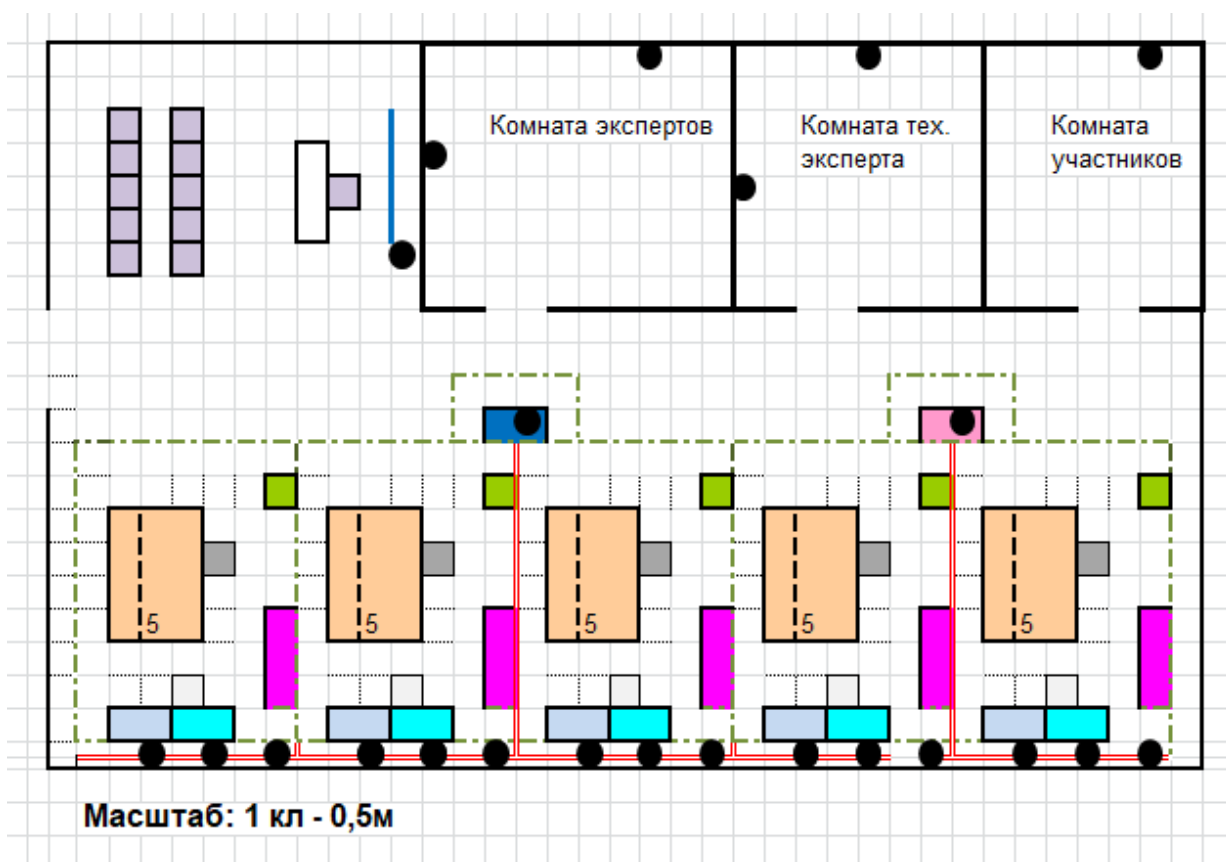 Комната экспертов
Комната тех.
эксперта
Комната
участников
5
5
5
5
5
Масштаб: 1 кл - 0,5м